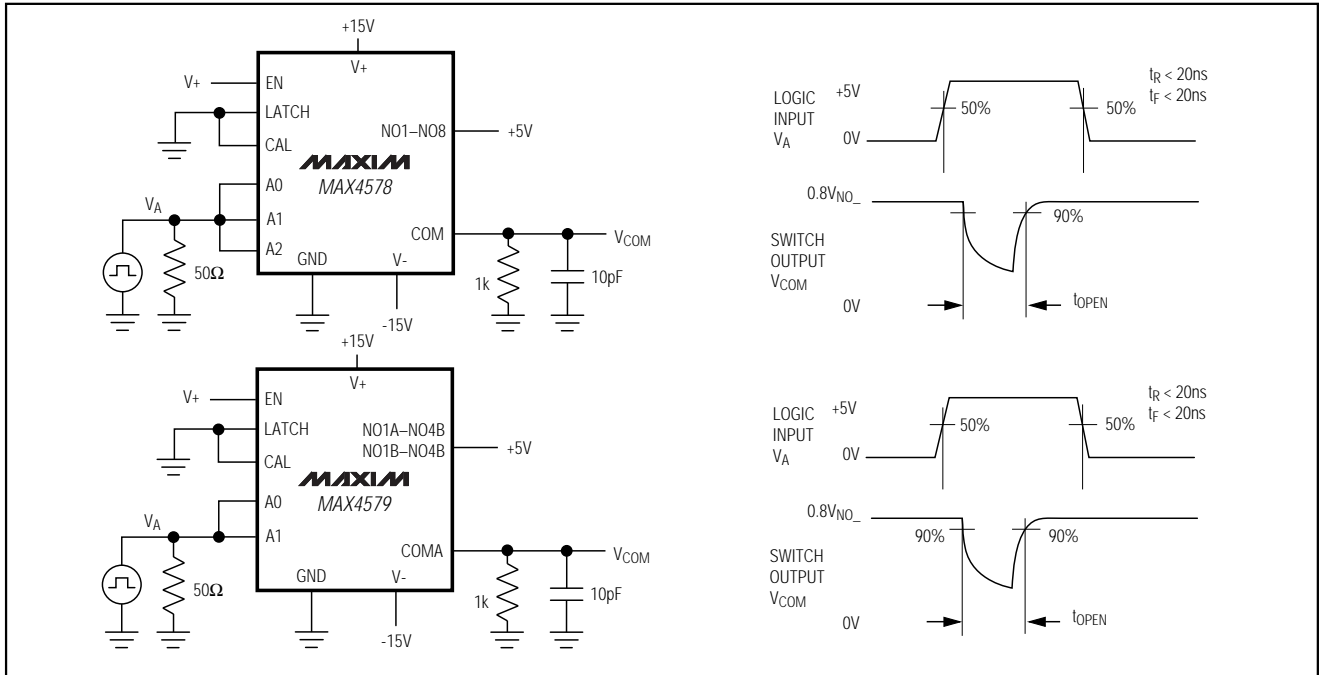 +15V
V+
V+
EN
LATCH
CAL
NO1–NO8
+5V
MAXIM
MAX4578
A0
VA
A1
A2
COM
VCOM
GND
V-
50Ω
1k
10pF
-15V
LOGIC
INPUT
VA
+5V
0V
50%
50%
tR < 20ns
tF < 20ns
0.8VNO_
90%
SWITCH
OUTPUT
VCOM
0V
tOPEN
+15V
V+
V+
EN
LATCH
CAL
NO1A–NO4B
NO1B–NO4B
+5V
MAXIM
MAX4579
A0
VA
A1
COMA
VCOM
GND
V-
50Ω
1k
10pF
-15V
LOGIC
INPUT
VA
+5V
0V
50%
50%
tR < 20ns
tF < 20ns
0.8VNO_
90%
90%
SWITCH
OUTPUT
VCOM
0V
tOPEN